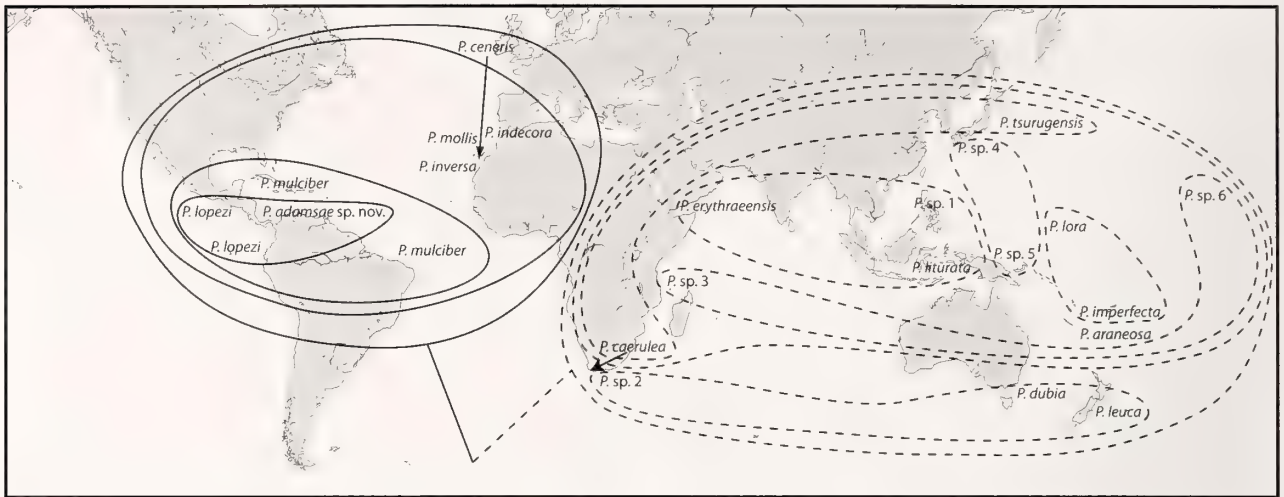 P. ceneris
P. mollis
P. indecora
P. inversa
P. mulciber
P. lopezi
P. adamsae sp. nov.
P. lopezi
P. mulciber
P. tsurugensis
P. sp. 4
P. erythraeensis
P. sp. 1
P. sp. 6
P. lora
P. sp. 5
P. liturata
P. sp. 3
P. imperfecta
P. araneosa
P. caerulea
P. sp. 2
P. dubia
P. leuca